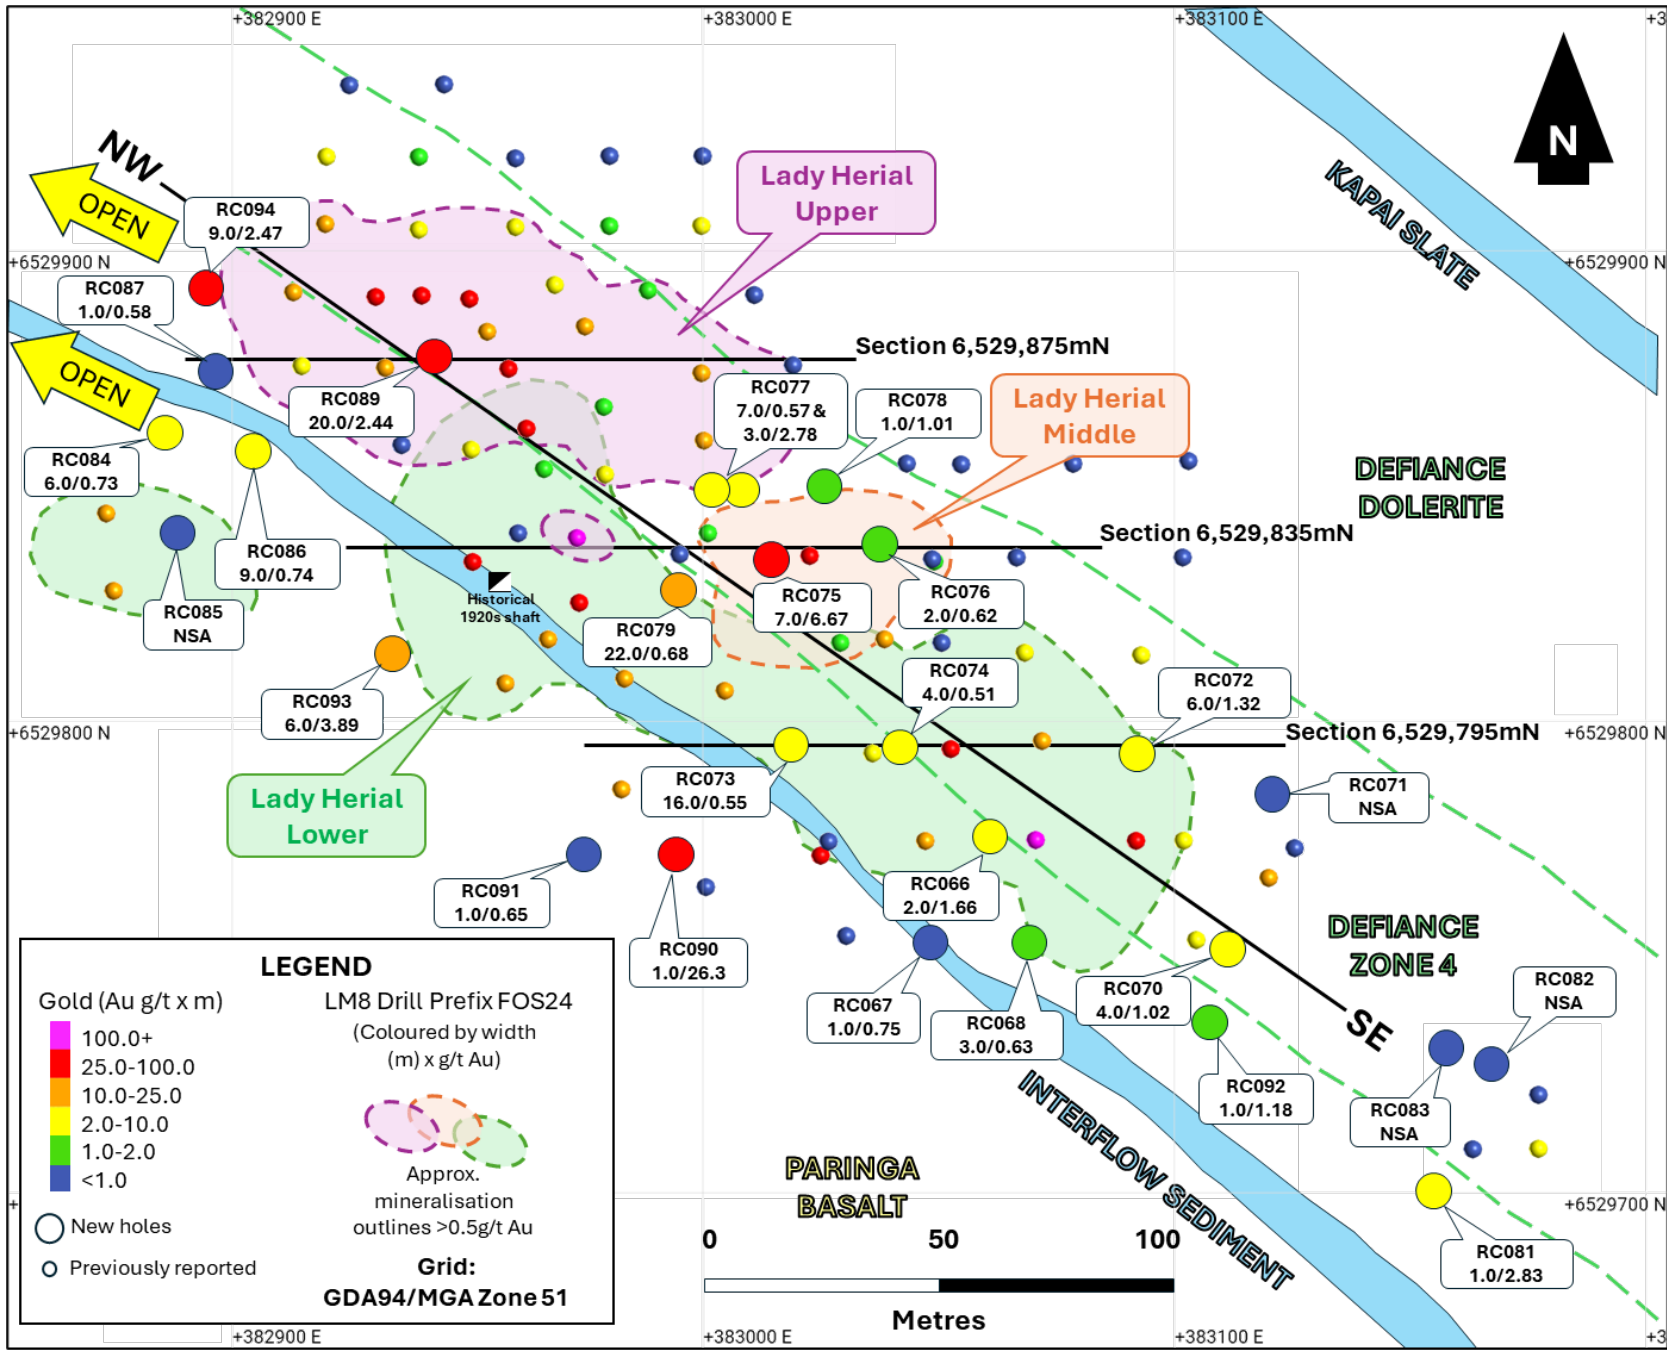 +382900 E
+383000 E
+383100 E
+3
N
NW
OPEN
KAPAI SLATE
Lady Herial
Upper
RC094
9.0/2.47
+6529900 N
+6529900 N
RC087
1.0/0.58
OPEN
Section 6,529,875mN
RC089
20.0/2.44
RC077
7.0/0.57 &
3.0/2.78
RC078
1.0/1.01
Lady Herial
Middle
RC084
6.0/0.73
DEFIANCE
DOLERITE
Section 6,529,835mN
RC086
9.0/0.74
RC085
NSA
Historical
1920s shaft
RC079
22.0/0.68
RC075
7.0/6.67
RC076
2.0/0.62
RC093
6.0/3.89
RC074
4.0/0.51
RC072
6.0/1.32
+6529800 N
Section 6,529,795mN
+6529800 N
RC073
16.0/0.55
RC071
NSA
Lady Herial
Lower
RC091
1.0/0.65
RC066
2.0/1.66
RC090
1.0/26.3
DEFIANCE
ZONE 4
RC067
1.0/0.75
RC068
3.0/0.63
RC070
4.0/1.02
SE
RC082
NSA
RC092
1.0/1.18
RC083
NSA
INTERFLOW SEDIMENT
PARINGA
BASALT
+
+6529700 N
RC081
1.0/2.83
LEGEND
Gold (Au g/t x m)
100.0+
25.0-100.0
10.0-25.0
2.0-10.0
1.0-2.0
<1.0
New holes
Previously reported
LM8 Drill Prefix FOS24
(Coloured by width
(m) x g/t Au)
Approx.
mineralisation
outlines >0.5g/t Au
Grid:
GDA94/MGA Zone 51
0
50
100
Metres
+382900 E
+383000 E
+383100 E
+3